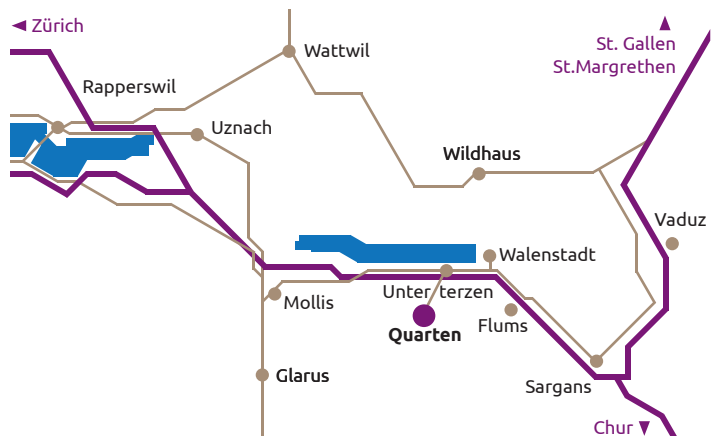 Zürich
St. Gallen
St.Margrethen
Wattwil
Rapperswil
Uznach
Wildhaus
Vaduz
Walenstadt
Unterterzen
Mollis
Flums
Quarten
Glarus
Sargans
Chur